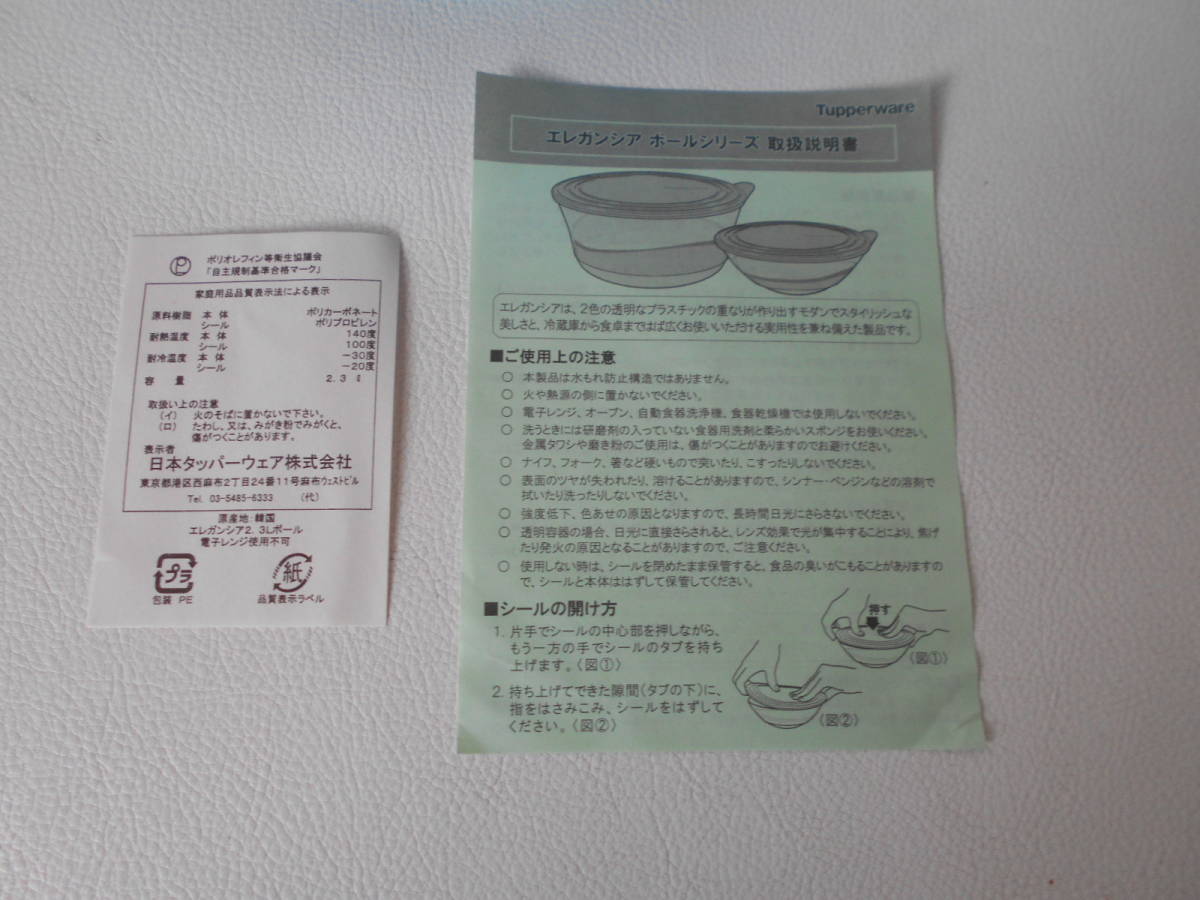 ポリオレフィン等衛生協議会
「自主規制基準合格マーク」
家庭用品品質表示法による表示
原料樹脂 本体 ポリカーボネート
シール ポリプロピレン
耐熱温度 本体 140度
シール 100度
耐冷温度 本体 －30度
シール －20度
容量 2.3ℓ
取扱い上の注意
（イ） 火のそばに置かないで下さい。
（ロ） たわし、又は、みがき粉でみがくと、
傷がつくことがあります。
表示者
日本タッパーウェア株式会社
東京都港区西麻布2丁目24番11号麻布ウェストビル
Tel. 03-5485-6333 （代）
原産地：韓国
エレガンシア2.3Lボール
電子レンジ使用不可
プラ
包装 PE
紙
品質表示ラベル
Tupperware
エレガンシア ボールシリーズ 取扱説明書
エレガンシアは、2色の透明なプラスチックの重なりが作り出すモダンでスタイリッシュな
美しさと、冷蔵庫から食卓まではば広くお使いいただける実用性を兼ね備えた製品です。
■ご使用上の注意
○ 本製品は水もれ防止構造ではありません。
○ 火や熱源の側に置かないでください。
○ 電子レンジ、オーブン、自動食器洗浄機、食器乾燥機では使用しないでください。
○ 洗うときには研磨剤の入っていない食器用洗剤と柔らかいスポンジをお使いください。
金属タワシや磨き粉のご使用は、傷がつくことがありますのでお避けください。
○ ナイフ、フォーク、箸など硬いもので突いたり、こすったりしないでください。
○ 表面のツヤが失われたり、溶けることがありますので、シンナー・ベンジンなどの溶剤で
拭いたり洗ったりしないでください。
○ 強度低下、色あせの原因となりますので、長時間日光にさらさないでください。
○ 透明容器の場合、日光に直接さらされると、レンズ効果で光が集中することにより、焦げ
たり発火の原因となることがありますので、ご注意ください。
○ 使用しない時は、シールを閉めたまま保管すると、食品の臭いがこもることがありますの
で、シールと本体ははずして保管してください。
■シールの開け方
1. 片手でシールの中心部を押しながら、
もう一方の手でシールのタブを持ち
上げます。〈図①〉
2. 持ち上げてできた隙間（タブの下）に、
指をはさみこみ、シールをはずして
ください。〈図②〉
押す
〈図①〉
〈図②〉